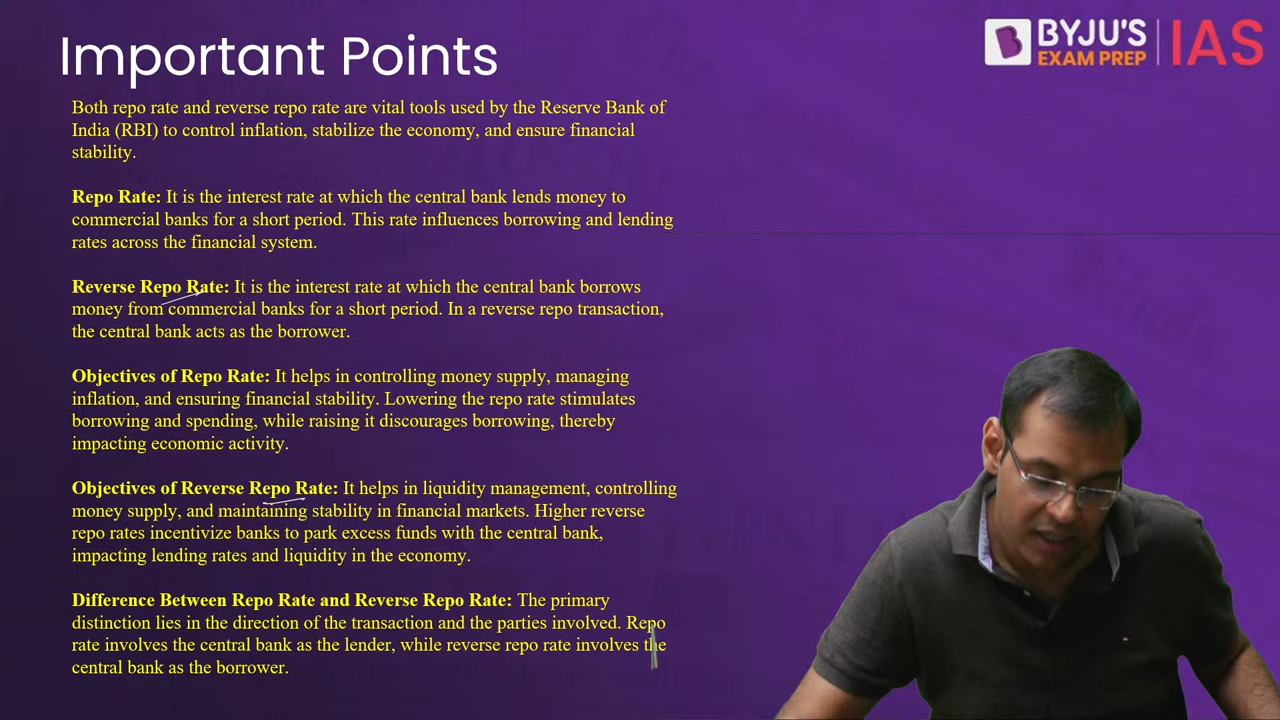 Important Points
BYJU'S
EXAM PREP
IAS
Both repo rate and reverse repo rate are vital tools used by the Reserve Bank of
India (RBI) to control inflation, stabilize the economy, and ensure financial
stability.
Repo Rate: It is the interest rate at which the central bank lends money to
commercial banks for a short period. This rate influences borrowing and lending
rates across the financial system.
Reverse Repo Rate: It is the interest rate at which the central bank borrows
money from commercial banks for a short period. In a reverse repo transaction,
the central bank acts as the borrower.
Objectives of Repo Rate: It helps in controlling money supply, managing
inflation, and ensuring financial stability. Lowering the repo rate stimulates
borrowing and spending, while raising it discourages borrowing, thereby
impacting economic activity.
Objectives of Reverse Repo Rate: It helps in liquidity management, controlling
money supply, and maintaining stability in financial markets. Higher reverse
repo rates incentivize banks to park excess funds with the central bank,
impacting lending rates and liquidity in the economy.
Difference Between Repo Rate and Reverse Repo Rate: The primary
distinction lies in the direction of the transaction and the parties involved. Repo
rate involves the central bank as the lender, while reverse repo rate involves the
central bank as the borrower.